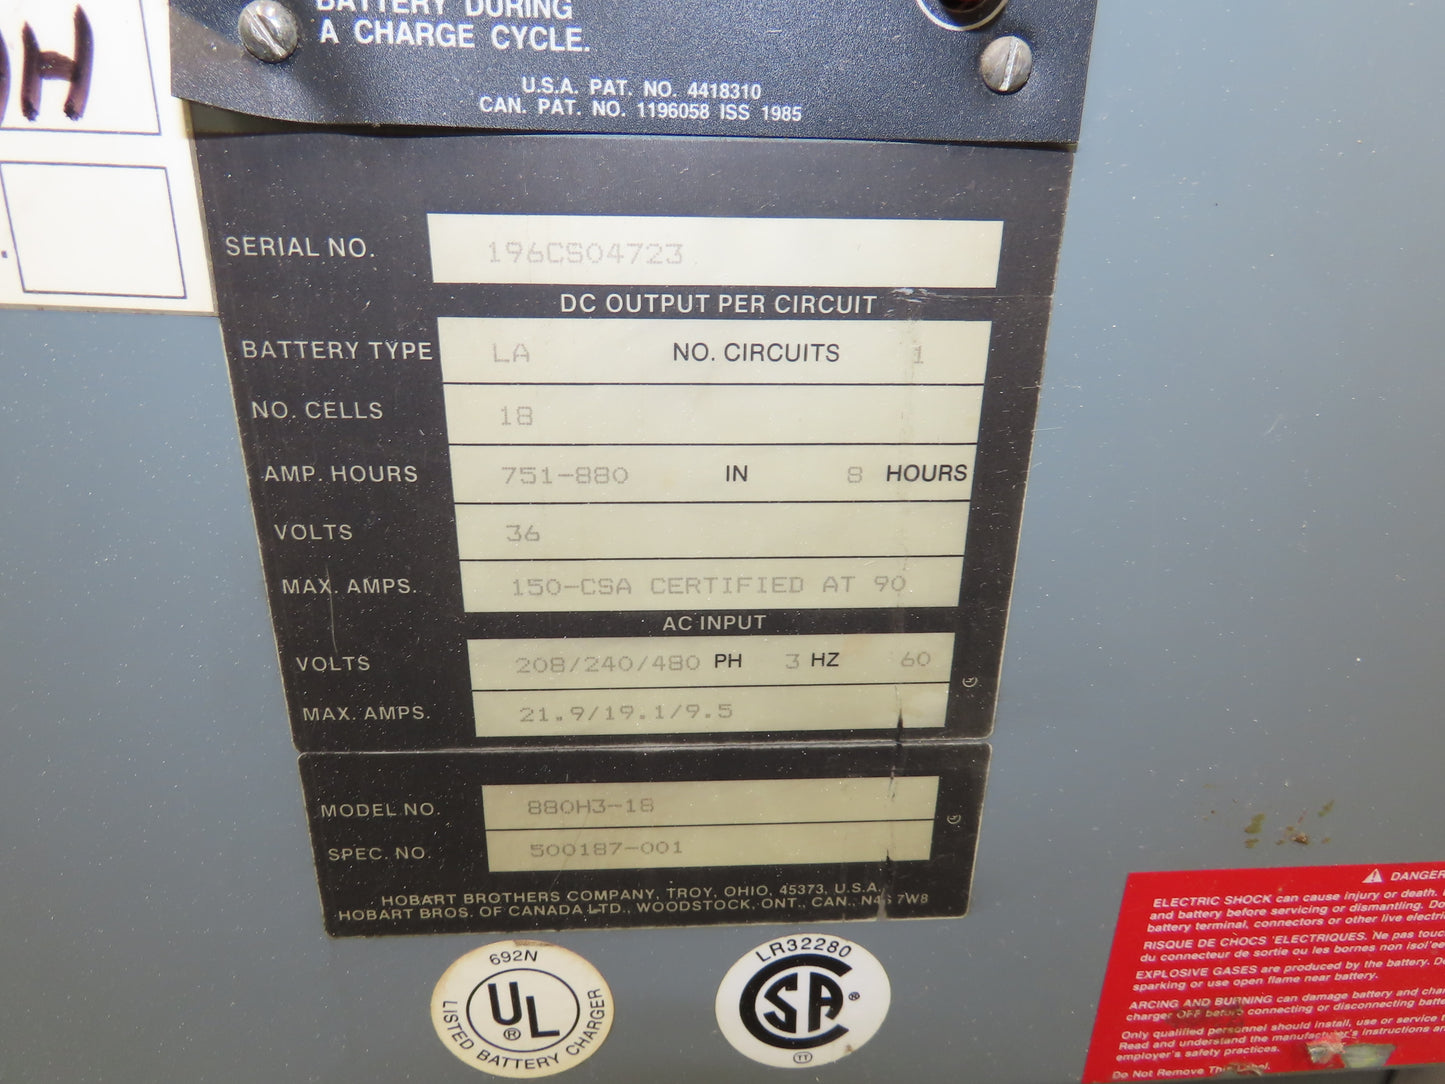 BATTERY DURING
A CHARGE CYCLE.
U.S.A. PAT. NO. 4418310
CAN. PAT. NO. 1196058 ISS 1985
SERIAL NO. 196CS04723
DC OUTPUT PER CIRCUIT
BATTERY TYPE LA NO. CIRCUITS 1
NO. CELLS 18
AMP. HOURS 751-880 IN 8 HOURS
VOLTS 36
MAX. AMPS. 150-CSA CERTIFIED AT 90
AC INPUT
VOLTS 208/240/480 PH 3 HZ 60
MAX. AMPS. 21.9/19.1/9.5
MODEL NO. 880H3-18
SPEC. NO. 500187-001
HOBART BROTHERS COMPANY, TROY, OHIO, 45373, U.S.A.
HOBART BROS. OF CANADA LTD., WOODSTOCK, ONT., CAN., N4S 7W8
692N
UL ®
LISTED BATTERY CHARGER
LR32280
CSA ®
TT
⚠ DANGER
ELECTRIC SHOCK can cause injury or death.
and battery before servicing or dismantling. Do
battery terminal, connectors or other live electri
RISQUE DE CHOCS 'ELECTRIQUES. Ne pas touc
du connecteur de sortie ou les bornes non isol'ee
EXPLOSIVE GASES are produced by the battery. D
sparking or use open flame near battery.
ARCING AND BURNING can damage battery and cha
charger OFF before connecting or disconnecting batte
Only qualified personnel should install, use or service
Read and understand the manufacturer's instructions an
employer's safety practices.
Do Not Remove This Label.